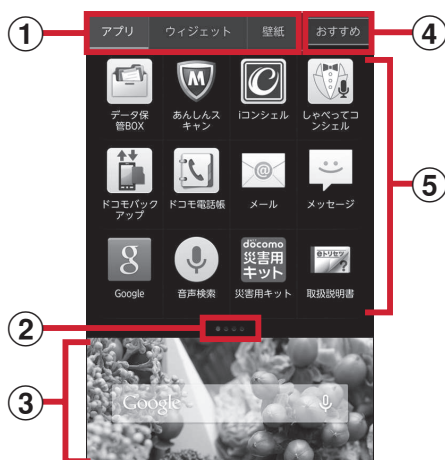 ① アプリ ウィジェット 壁紙 おすすめ ④
データ保管BOX あんしんスキャン iコンシェル しゃべってコンシェル
⑤
ドコモバックアップ ドコモ電話帳 メール メッセージ
g docomo 災害用キット eトリセツ ?
Google 音声検索 災害用キット 取扱説明書
②
③ Google